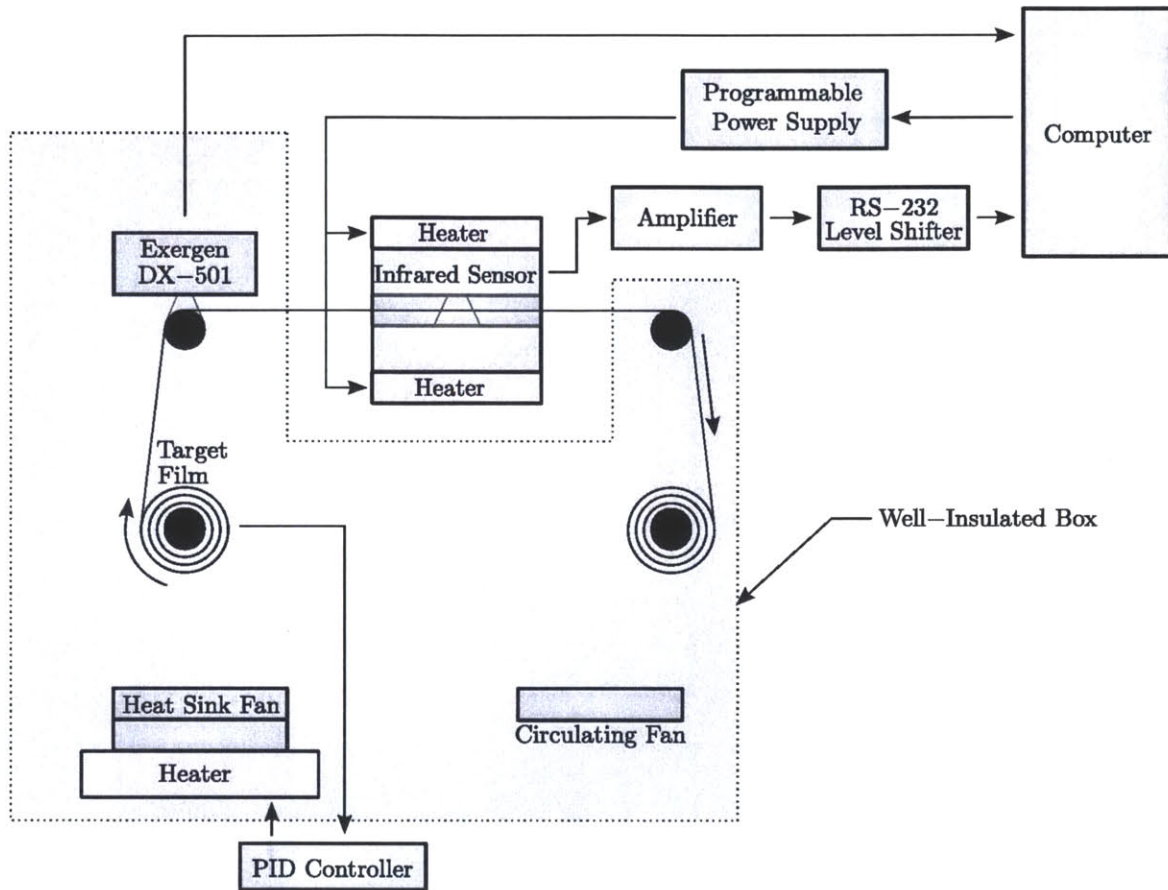 Programmable
Power Supply
Computer
Amplifier
RS−232
Level Shifter
Heater
Exergen
DX−501
Infrared Sensor
Heater
Target
Film
Well−Insulated Box
Heat Sink Fan
Circulating Fan
Heater
PID Controller